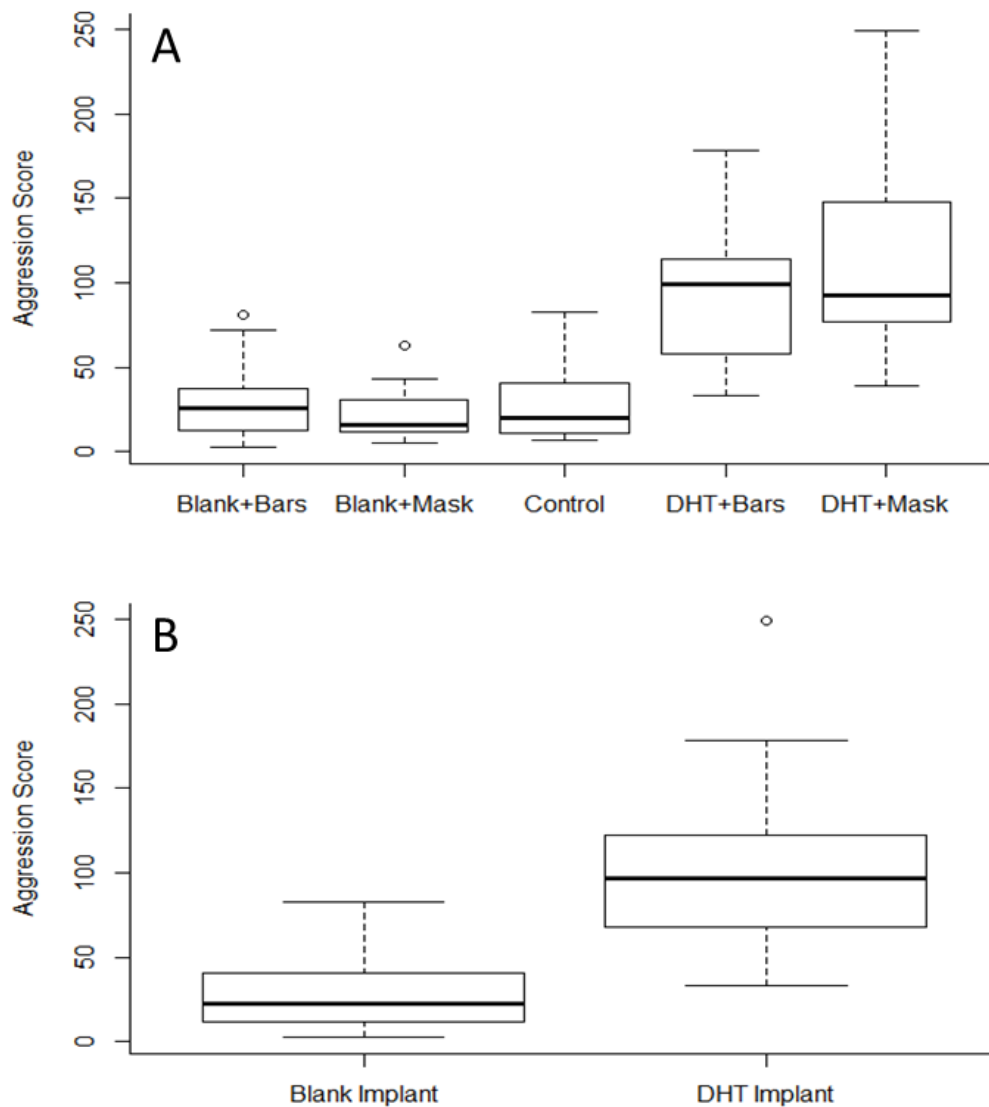 A
250
200
150
100
50
0
Aggression Score
Blank+Bars Blank+Mask Control DHT+Bars DHT+Mask
B
250
200
150
100
50
0
Aggression Score
Blank Implant DHT Implant